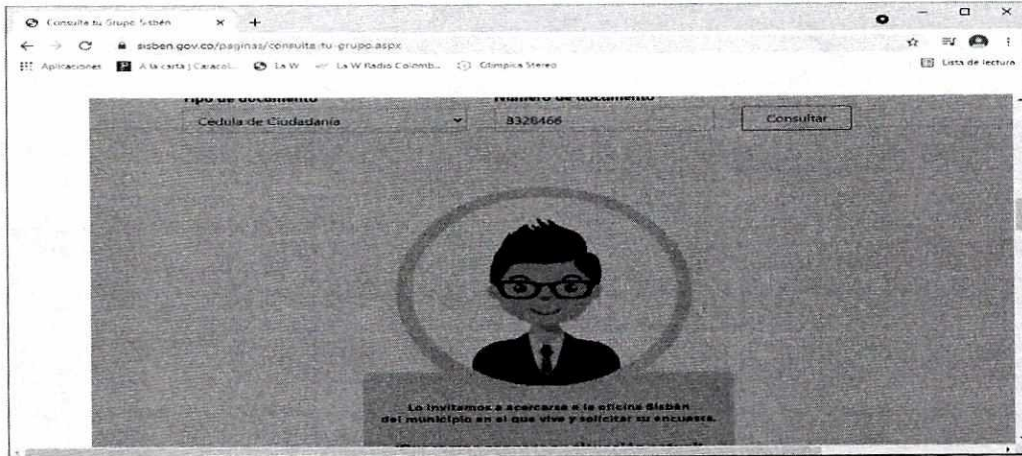 Consulta tu Grupo Sisbén × +
sisben.gov.co/paginas/consulta-tu-grupo.aspx
Aplicaciones A la carta | Caracol... La W La W Radio Colomb... Olímpica Stereo Lista de lectura
Tipo de documento Número de documento
Cédula de Ciudadanía 8328466 Consultar
Lo invitamos a acercarse a la oficina Sisbén
del municipio en el que vive y solicitar su encuesta.